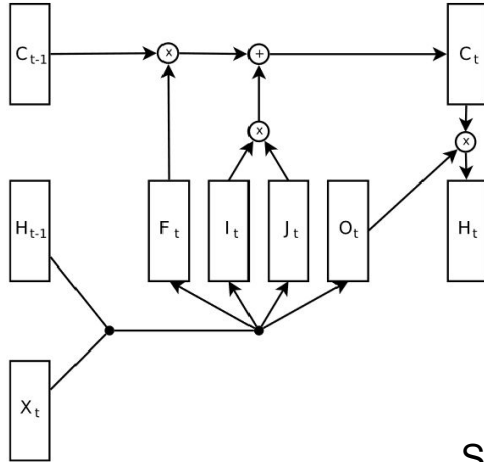 C t-1 x + C t
x x
H t-1 F t I t J t O t H t
X t
S